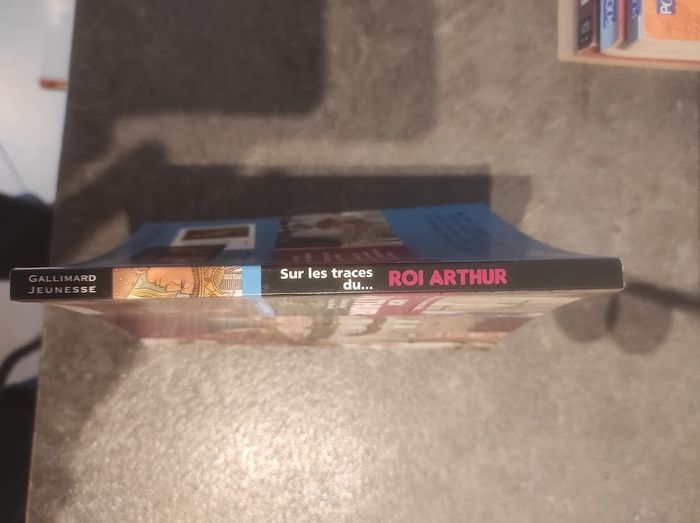 GALLIMARD
JEUNESSE
Sur les traces
du...
ROI ARTHUR